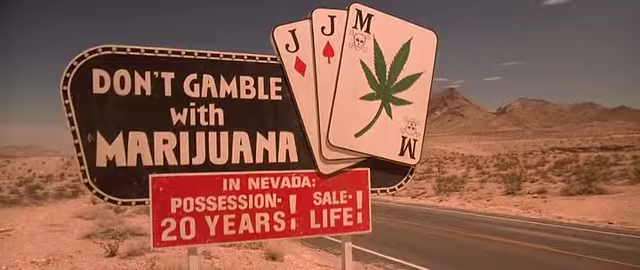 J
J
M
DON'T GAMBLE
with
MARIJUANA
M
IN NEVADA:
POSSESSION- SALE-
20 YEARS! LIFE!